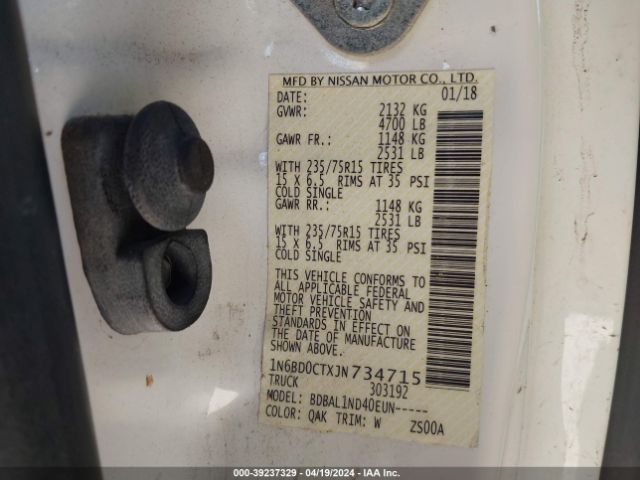 MFD BY NISSAN MOTOR CO., LTD.
DATE: 01/18
GVWR: 2132 KG
4700 LB
GAWR FR.: 1148 KG
2531 LB
WITH 235/75R15 TIRES
15 X 6.5 RIMS AT 35 PSI
COLD SINGLE
GAWR RR.: 1148 KG
2531 LB
WITH 235/75R15 TIRES
15 X 6.5 RIMS AT 35 PSI
COLD SINGLE
THIS VEHICLE CONFORMS TO
ALL APPLICABLE FEDERAL
MOTOR VEHICLE SAFETY AND
THEFT PREVENTION
STANDARDS IN EFFECT ON
THE DATE OF MANUFACTURE
SHOWN ABOVE.
1N6BD0CTXJN734715
TRUCK 303192
MODEL: BDBAL1ND40EUN-----
COLOR: QAK TRIM: W ZS00A
000-39237329 - 04/19/2024 - IAA Inc.